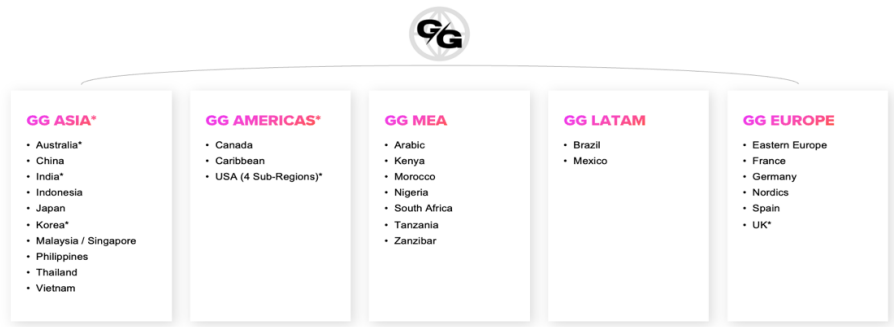 G/G
GG ASIA*
• Australia*
• China
• India*
• Indonesia
• Japan
• Korea*
• Malaysia / Singapore
• Philippines
• Thailand
• Vietnam
GG AMERICAS*
• Canada
• Caribbean
• USA (4 Sub-Regions)*
GG MEA
• Arabic
• Kenya
• Morocco
• Nigeria
• South Africa
• Tanzania
• Zanzibar
GG LATAM
• Brazil
• Mexico
GG EUROPE
• Eastern Europe
• France
• Germany
• Nordics
• Spain
• UK*